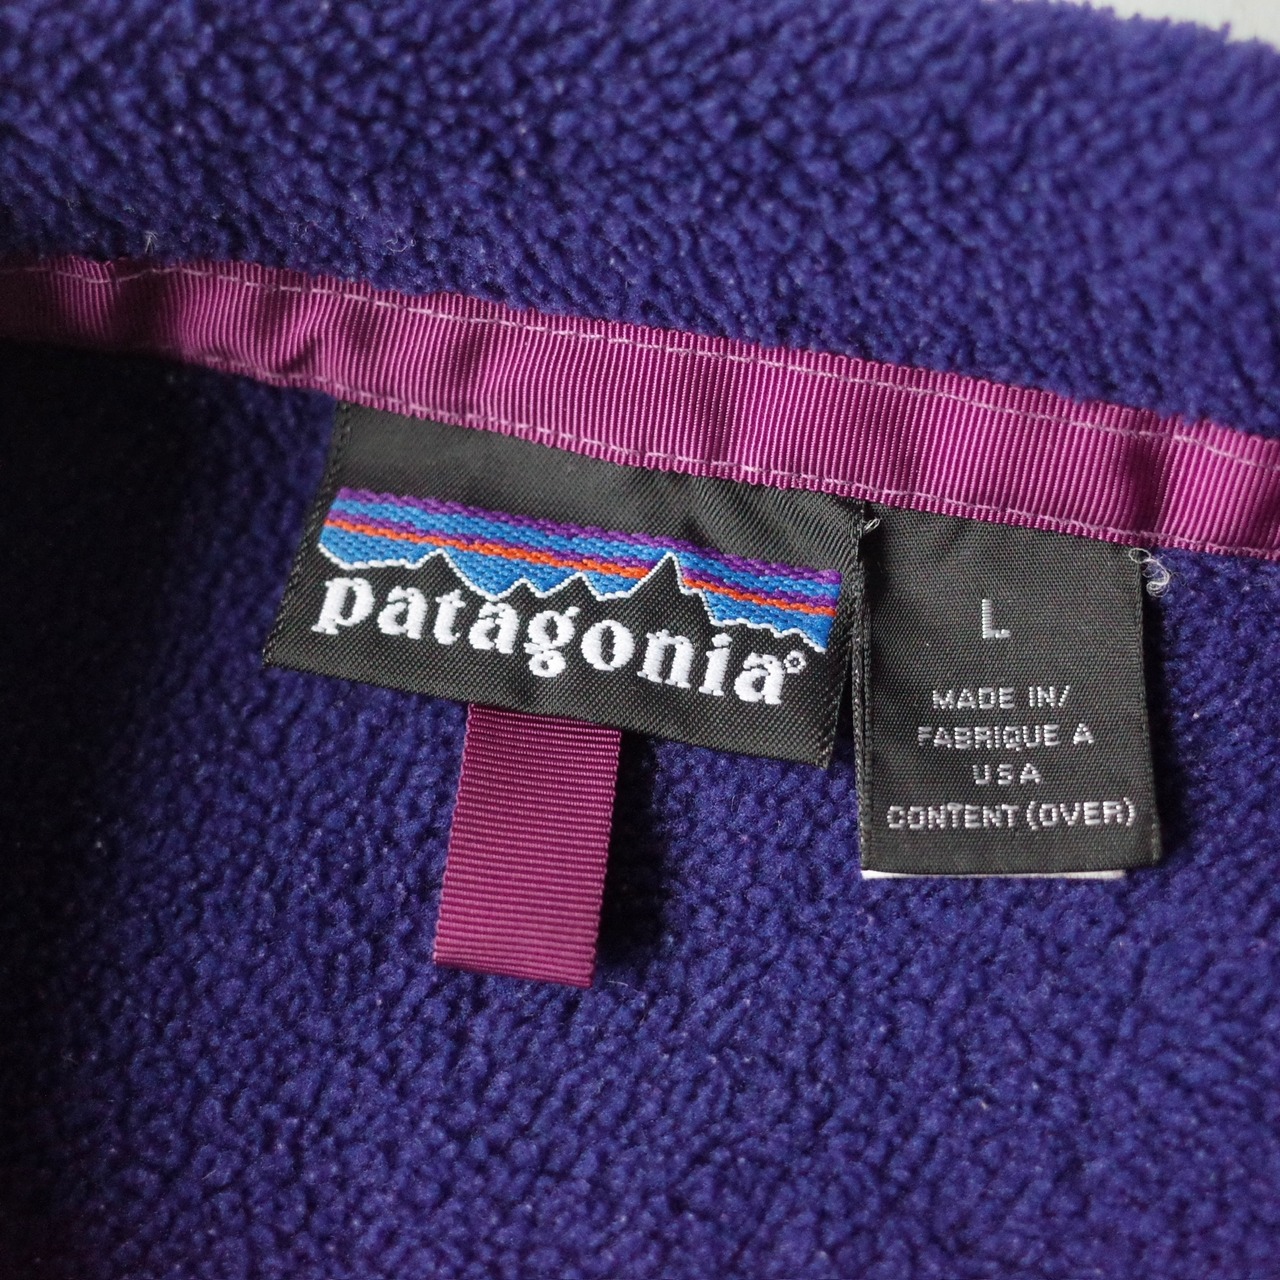 patagonia®
L
MADE IN/
FABRIQUE A
USA
CONTENT (OVER)